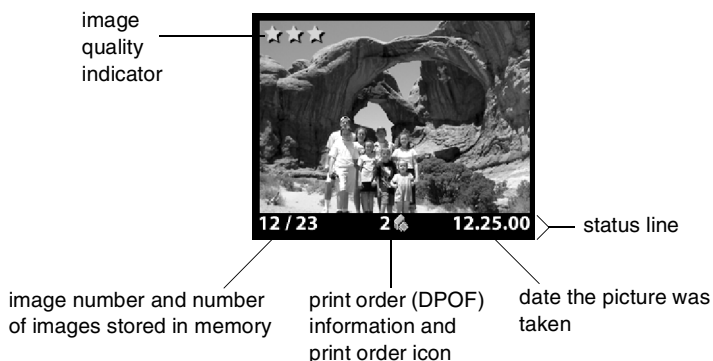 image
quality
indicator
12 / 23
2
12.25.00
status line
image number and number
of images stored in memory
print order (DPOF)
information and
print order icon
date the picture was
taken